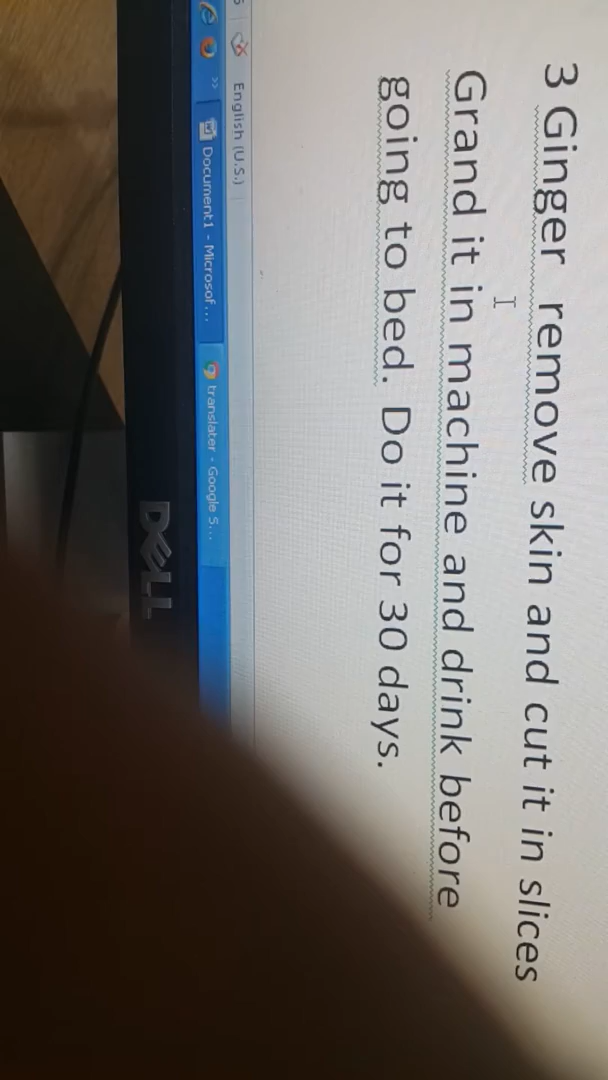 3 Ginger remove skin and cut it in slices
Grand it in machine and drink before
going to bed. Do it for 30 days.
English (U.S.)
Document1 - Microsof...
translater - Google S...
DELL